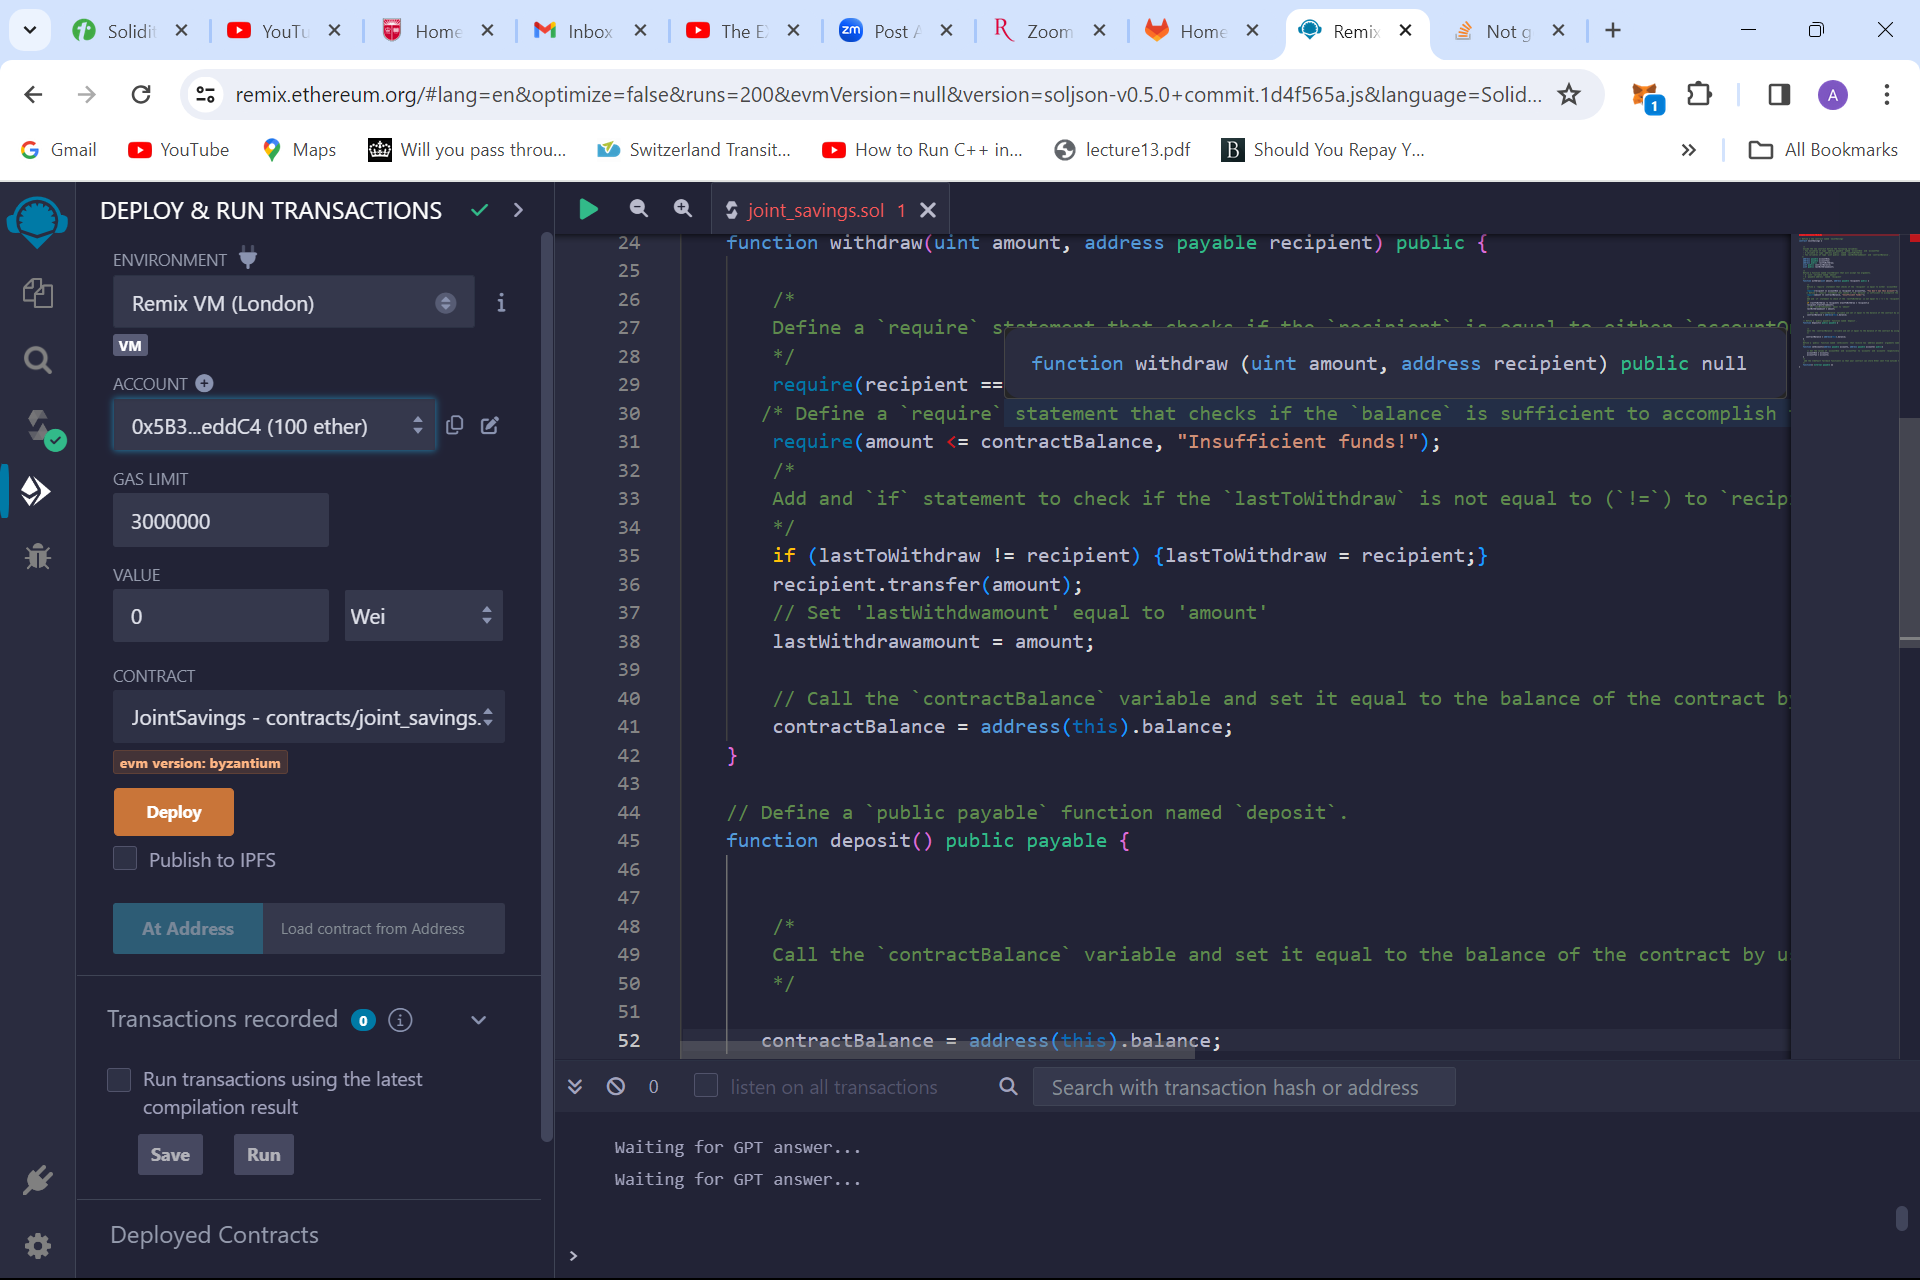 Solidit
YouTu
Home
Inbox
The E
Post A
Zoom
Home
Remix
Not g
remix.ethereum.org/#lang=en&optimize=false&runs=200&evmVersion=null&version=soljson-v0.5.0+commit.1d4f565a.js&language=Solid...
1
A
Gmail
YouTube
Maps
Will you pass throu...
Switzerland Transit...
How to Run C++ in...
lecture13.pdf
Should You Repay Y...
All Bookmarks
DEPLOY & RUN TRANSACTIONS
ENVIRONMENT
Remix VM (London)
VM
ACCOUNT
0x5B3...eddC4 (100 ether)
GAS LIMIT
3000000
VALUE
0
Wei
CONTRACT
JointSavings - contracts/joint_savings.
evm version: byzantium
Deploy
Publish to IPFS
At Address
Load contract from Address
Transactions recorded 0
Run transactions using the latest
compilation result
Save
Run
Deployed Contracts
joint_savings.sol 1
24 function withdraw(uint amount, address payable recipient) public {
25
26 /*
27 Define a `require` statement that checks if the `recipient` is equal to either `accountO
28 */
29 require(recipient ==
function withdraw (uint amount, address recipient) public null
30 /* Define a `require` statement that checks if the `balance` is sufficient to accomplish
31 require(amount <= contractBalance, "Insufficient funds!");
32 /*
33 Add and `if` statement to check if the `lastToWithdraw` is not equal to (`!=`) to `recip
34 */
35 if (lastToWithdraw != recipient) {lastToWithdraw = recipient;}
36 recipient.transfer(amount);
37 // Set 'lastWithdwamount' equal to 'amount'
38 lastWithdrawamount = amount;
39
40 // Call the `contractBalance` variable and set it equal to the balance of the contract b
41 contractBalance = address(this).balance;
42 }
43
44 // Define a `public payable` function named `deposit`.
45 function deposit() public payable {
46
47
48 /*
49 Call the `contractBalance` variable and set it equal to the balance of the contract by u
50 */
51
52 contractBalance = address(this).balance;
0
listen on all transactions
Search with transaction hash or address
Waiting for GPT answer...
Waiting for GPT answer...
>